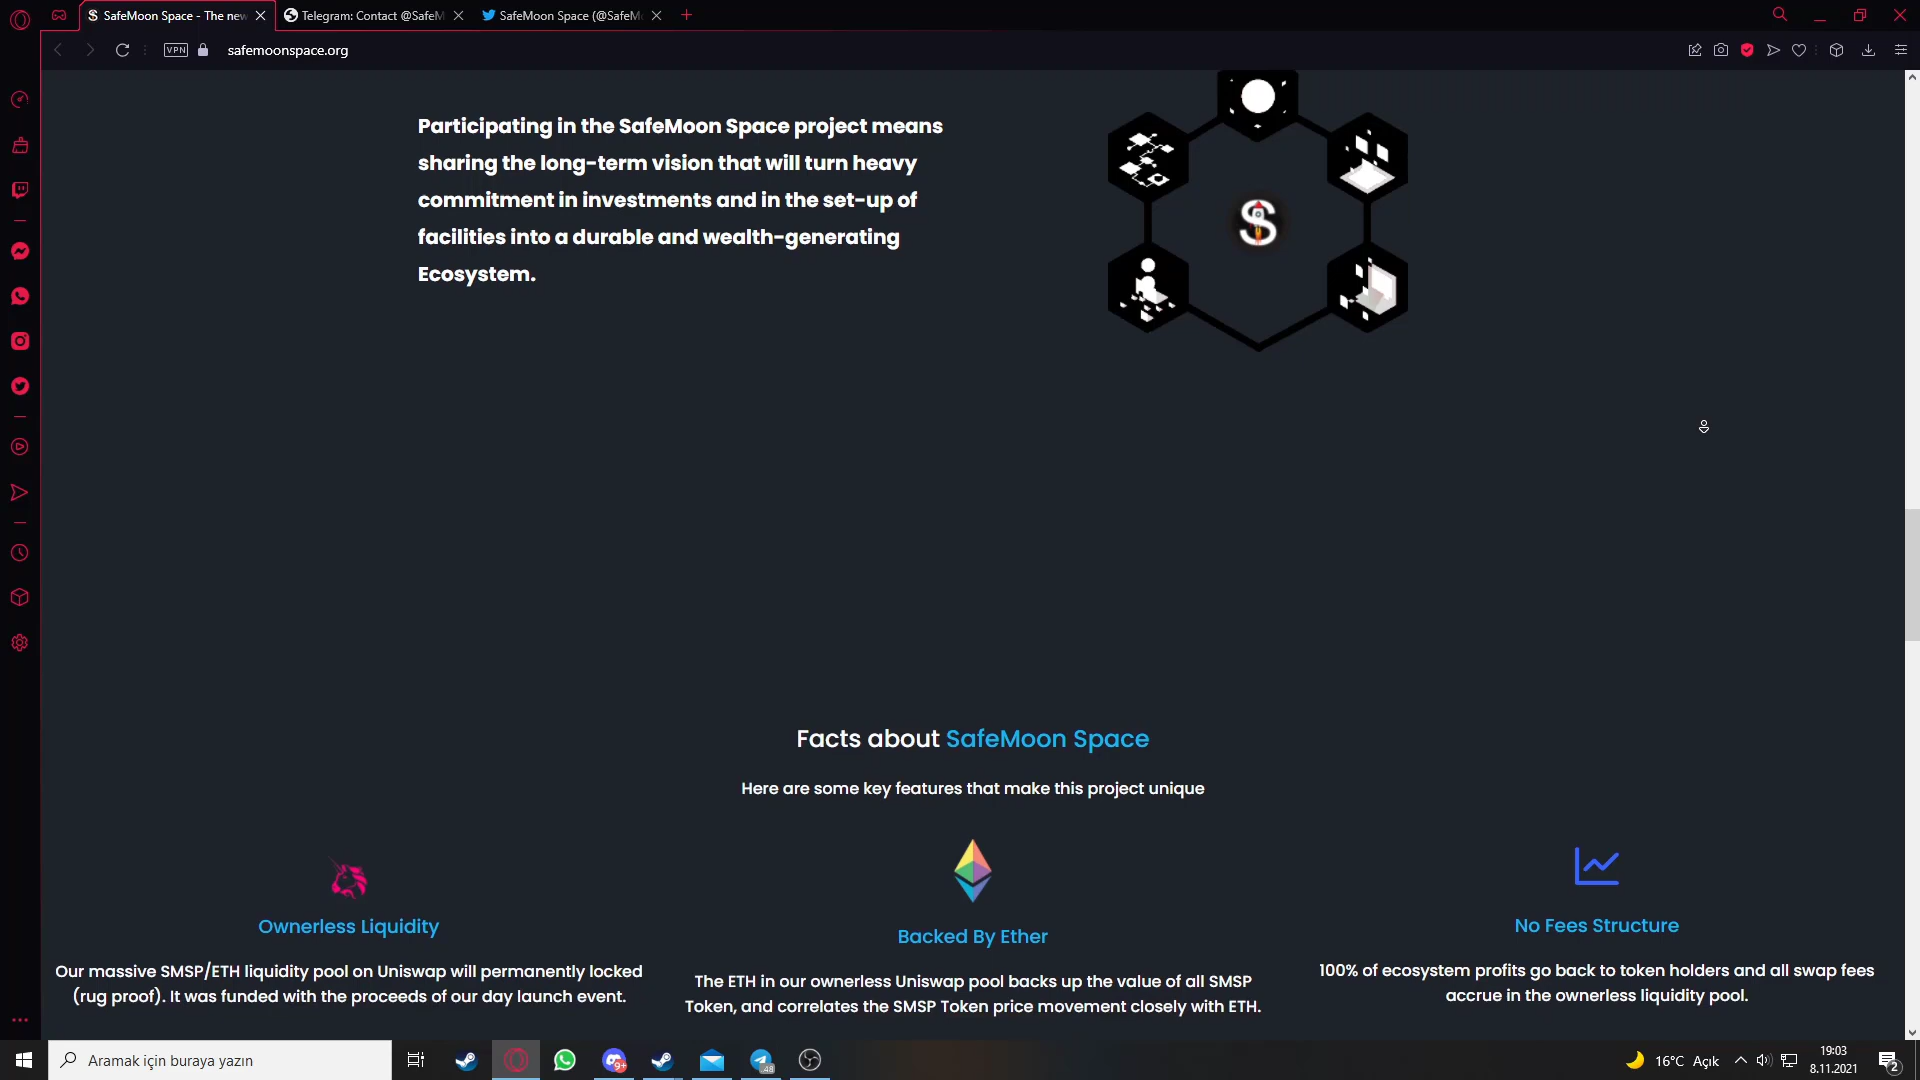 SafeMoon Space - The new
Telegram: Contact @SafeM
SafeMoon Space (@SafeM
VPN
safemoonspace.org
Participating in the SafeMoon Space project means
sharing the long-term vision that will turn heavy
commitment in investments and in the set-up of
facilities into a durable and wealth-generating
Ecosystem.
Facts about SafeMoon Space
Here are some key features that make this project unique
Ownerless Liquidity
Our massive SMSP/ETH liquidity pool on Uniswap will permanently locked
(rug proof). It was funded with the proceeds of our day launch event.
Backed By Ether
The ETH in our ownerless Uniswap pool backs up the value of all SMSP
Token, and correlates the SMSP Token price movement closely with ETH.
No Fees Structure
100% of ecosystem profits go back to token holders and all swap fees
accrue in the ownerless liquidity pool.
Aramak için buraya yazın
9+
48
16°C Açık
19:03
8.11.2021
2